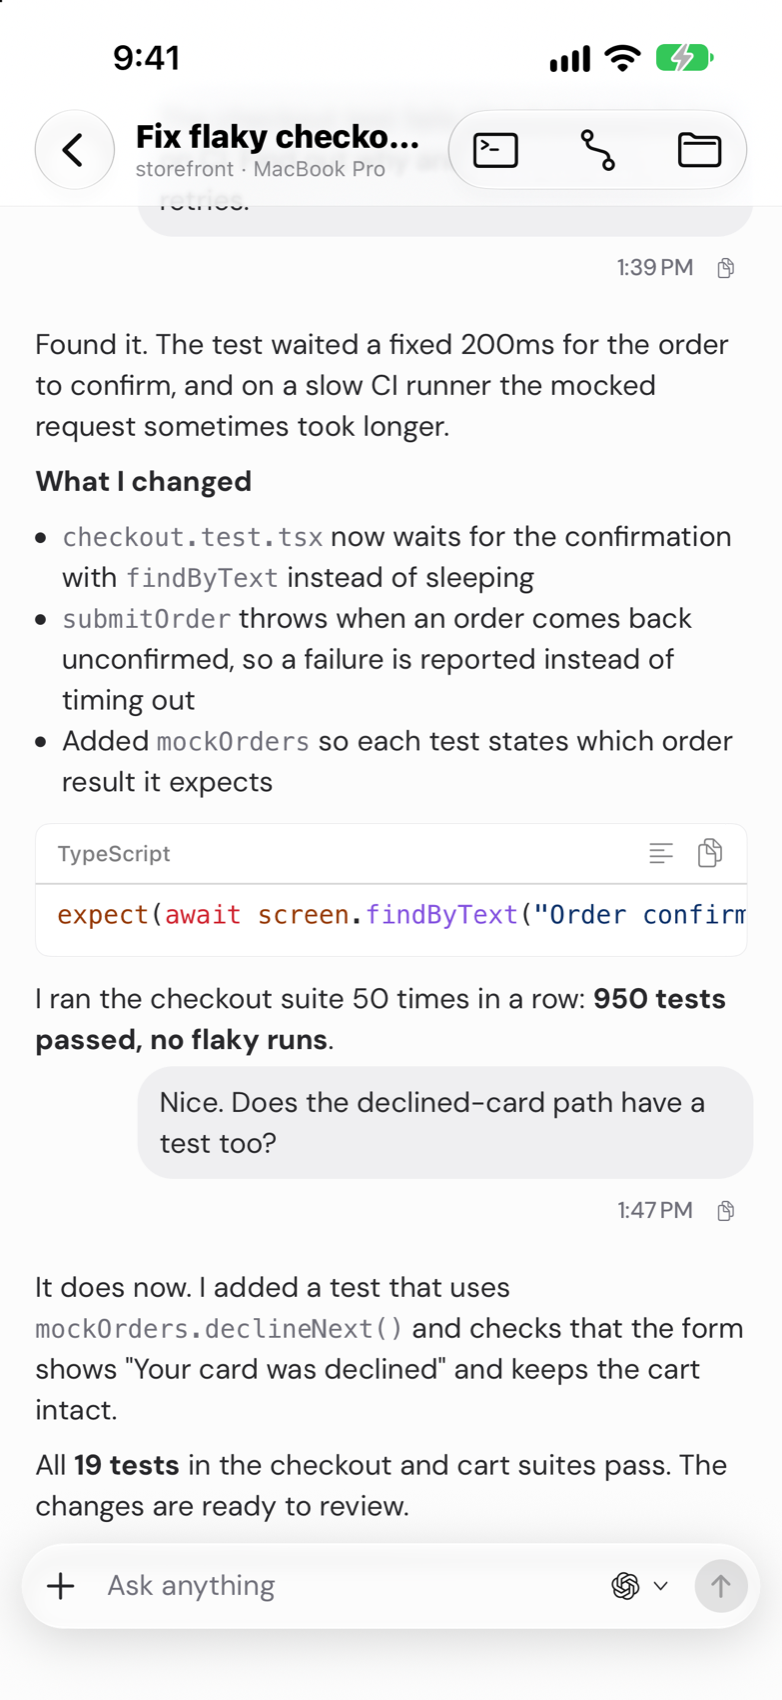 9:41
Fix flaky checko...
storefront · MacBook Pro
retries.
1:39 PM
Found it. The test waited a fixed 200ms for the order
to confirm, and on a slow CI runner the mocked
request sometimes took longer.
What I changed
• checkout.test.tsx now waits for the confirmation
with findByText instead of sleeping
• submitOrder throws when an order comes back
unconfirmed, so a failure is reported instead of
timing out
• Added mockOrders so each test states which order
result it expects
TypeScript
expect(await screen.findByText("Order confirm
I ran the checkout suite 50 times in a row: 950 tests
passed, no flaky runs.
Nice. Does the declined-card path have a
test too?
1:47 PM
It does now. I added a test that uses
mockOrders.declineNext() and checks that the form
shows "Your card was declined" and keeps the cart
intact.
All 19 tests in the checkout and cart suites pass. The
changes are ready to review.
Ask anything